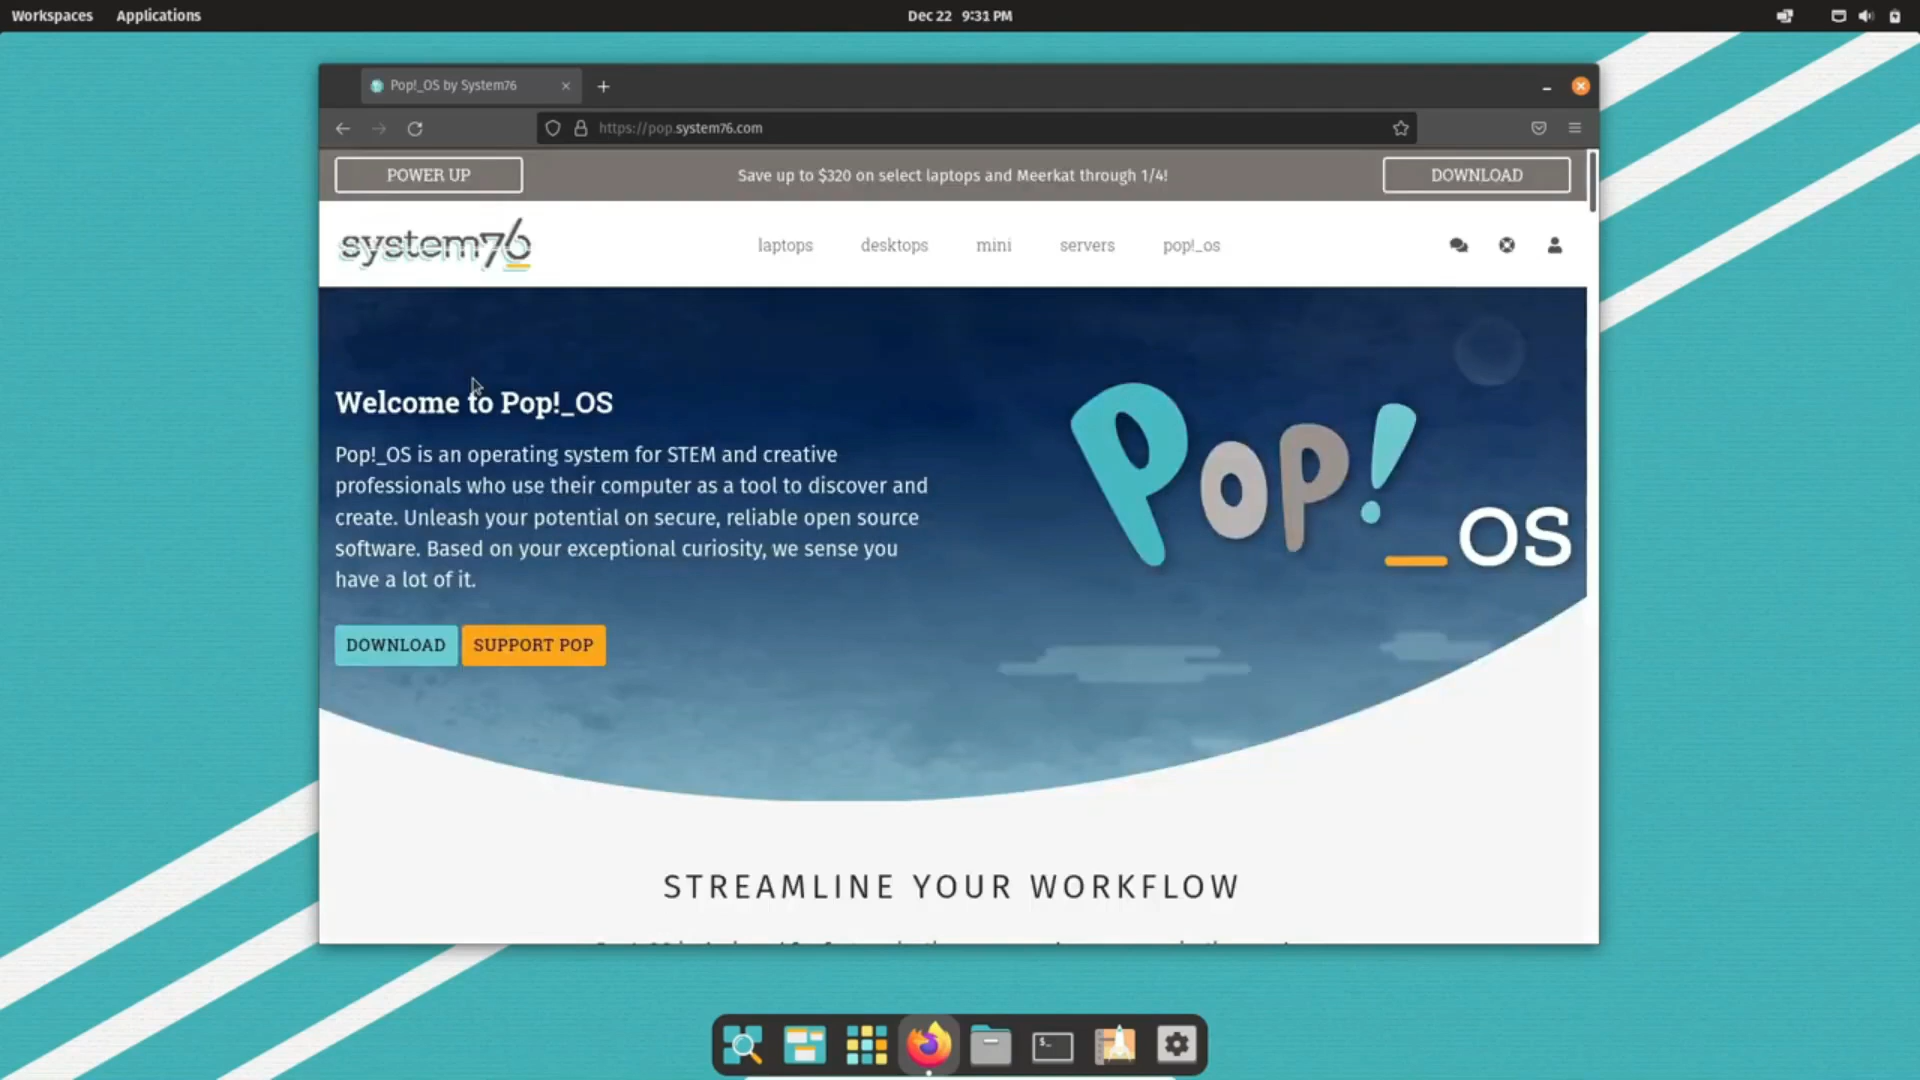 Workspaces Applications Dec 22 9:31 PM
Pop!_OS by System76
https://pop.system76.com
POWER UP Save up to $320 on select laptops and Meerkat through 1/4! DOWNLOAD
system76 laptops desktops mini servers pop!_os
Welcome to Pop!_OS
Pop!_OS is an operating system for STEM and creative
professionals who use their computer as a tool to discover and
create. Unleash your potential on secure, reliable open source
software. Based on your exceptional curiosity, we sense you
have a lot of it.
Pop!_OS
DOWNLOAD SUPPORT POP
STREAMLINE YOUR WORKFLOW
$_